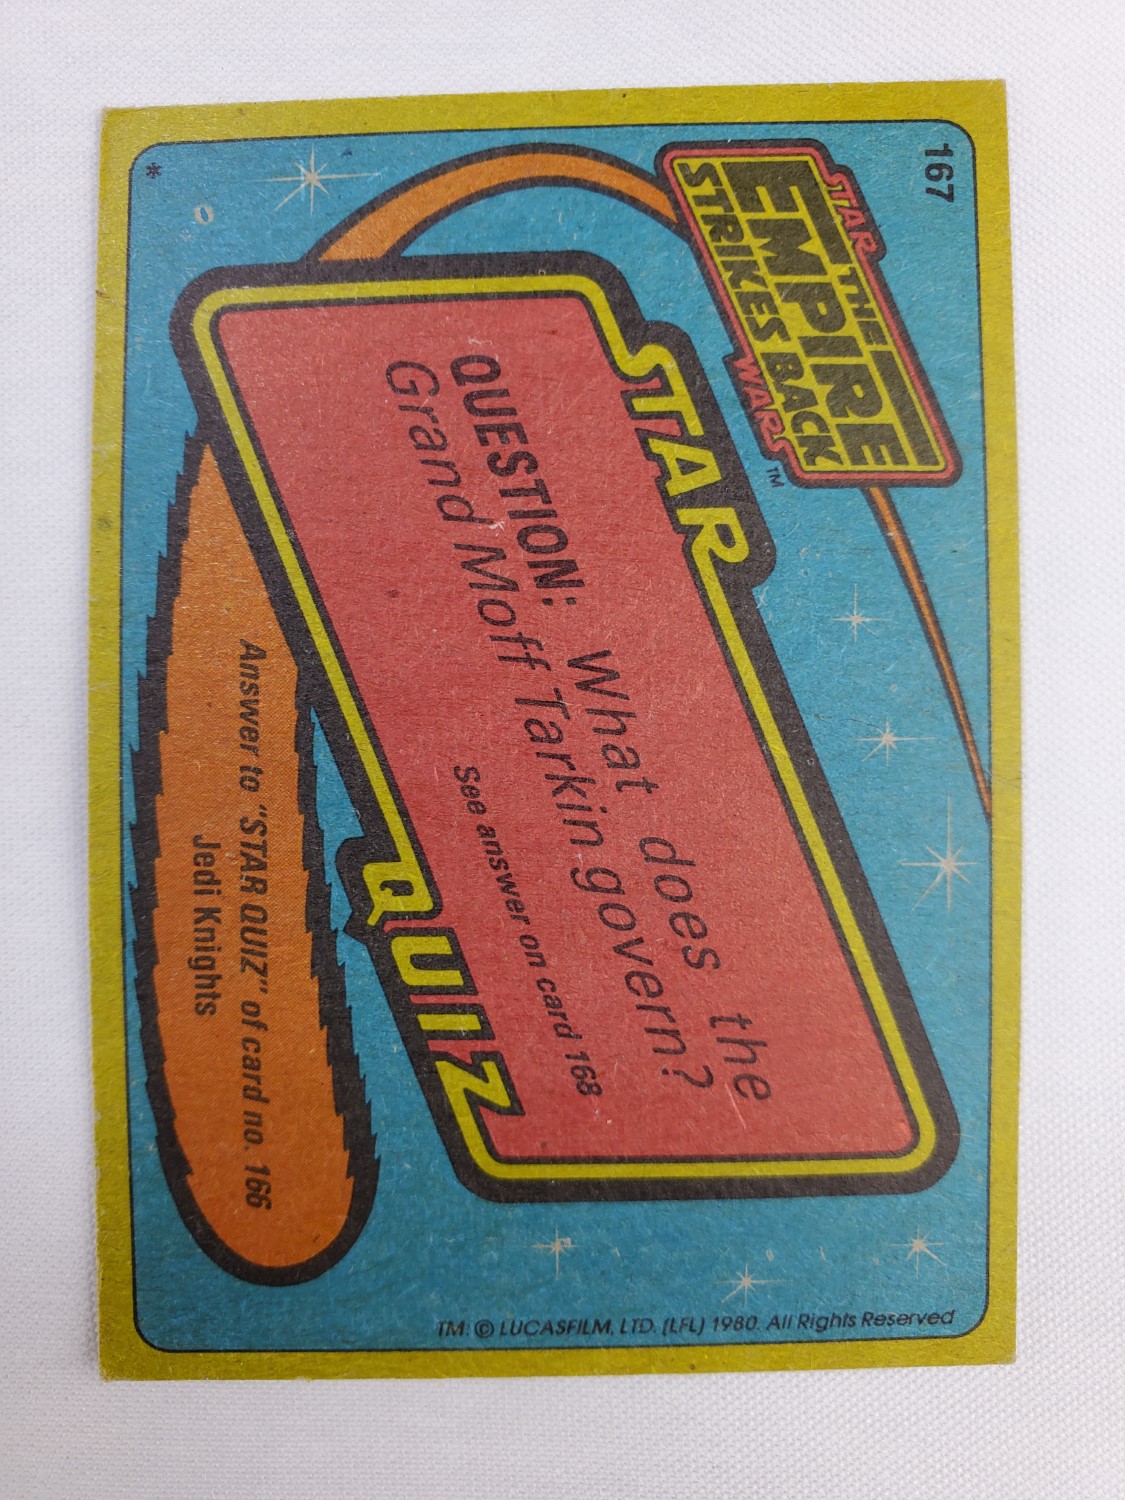 167
STAR
THE
EMPIRE
STRIKES BACK
WARS™
STAR
QUESTION: What does the
Grand Moff Tarkin govern?
See answer on card 168
QUIZ
Answer to "STAR QUIZ" of card no. 166
Jedi Knights
*
TM: © LUCASFILM, LTD. (LFL) 1980. All Rights Reserved